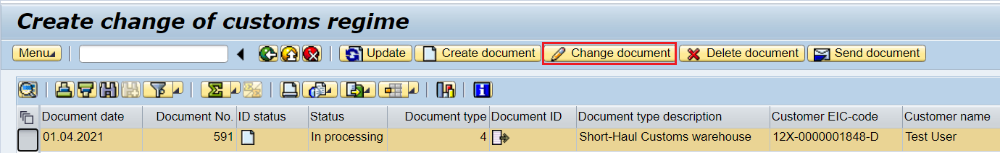 Create change of customs regime
Menu Update Create document Change document Delete document Send document
Document date Document No. ID status Status Document type Document ID Document type description Customer EIC-code Customer name
01.04.2021 591 In processing 4 Short-Haul Customs warehouse 12X-0000001848-D Test User